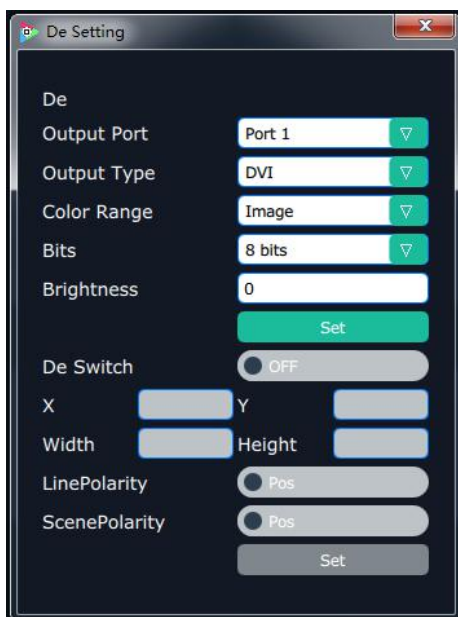 De Setting
De
Output Port Port 1
Output Type DVI
Color Range Image
Bits 8 bits
Brightness 0
Set
De Switch OFF
X Y
Width Height
LinePolarity Pos
ScenePolarity Pos
Set